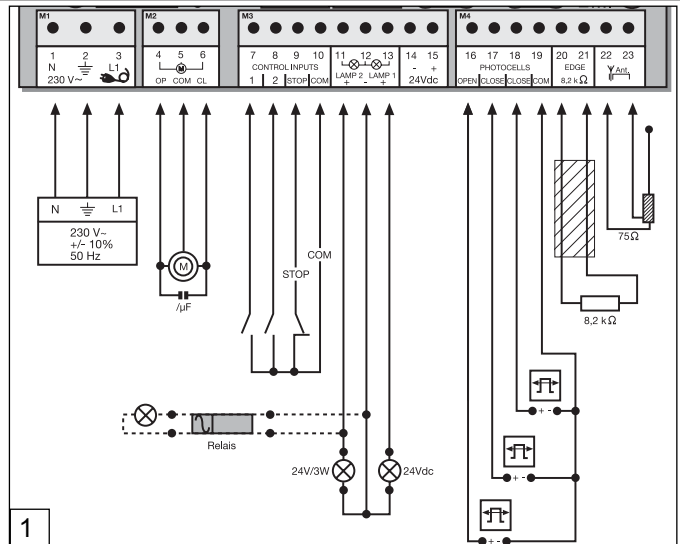 M1 M2 M3 M4
1 2 3 4 5 6 7 8 9 10 11 12 13 14 15 16 17 18 19 20 21 22 23
N L1 M CONTROL INPUTS LAMP 2 LAMP 1 - + PHOTOCELLS EDGE Ant.
230 V~ OP COM CL 1 2 STOP COM + - + 24Vdc OPEN CLOSE CLOSE COM 8,2 kΩ
N L1
230 V~
+/- 10%
50 Hz
M
/µF
COM
STOP
75Ω
8,2 kΩ
+ -
Relais
24V/3W 24Vdc
+ -
+ -
1